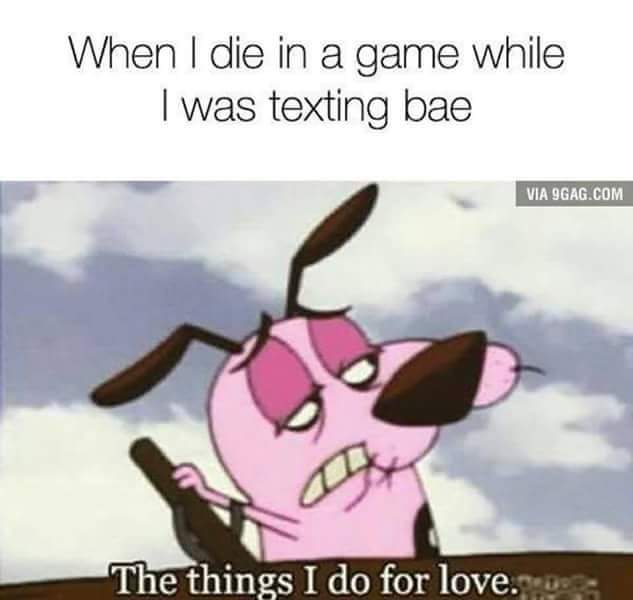 When I die in a game while
I was texting bae
VIA 9GAG.COM
The things I do for love.